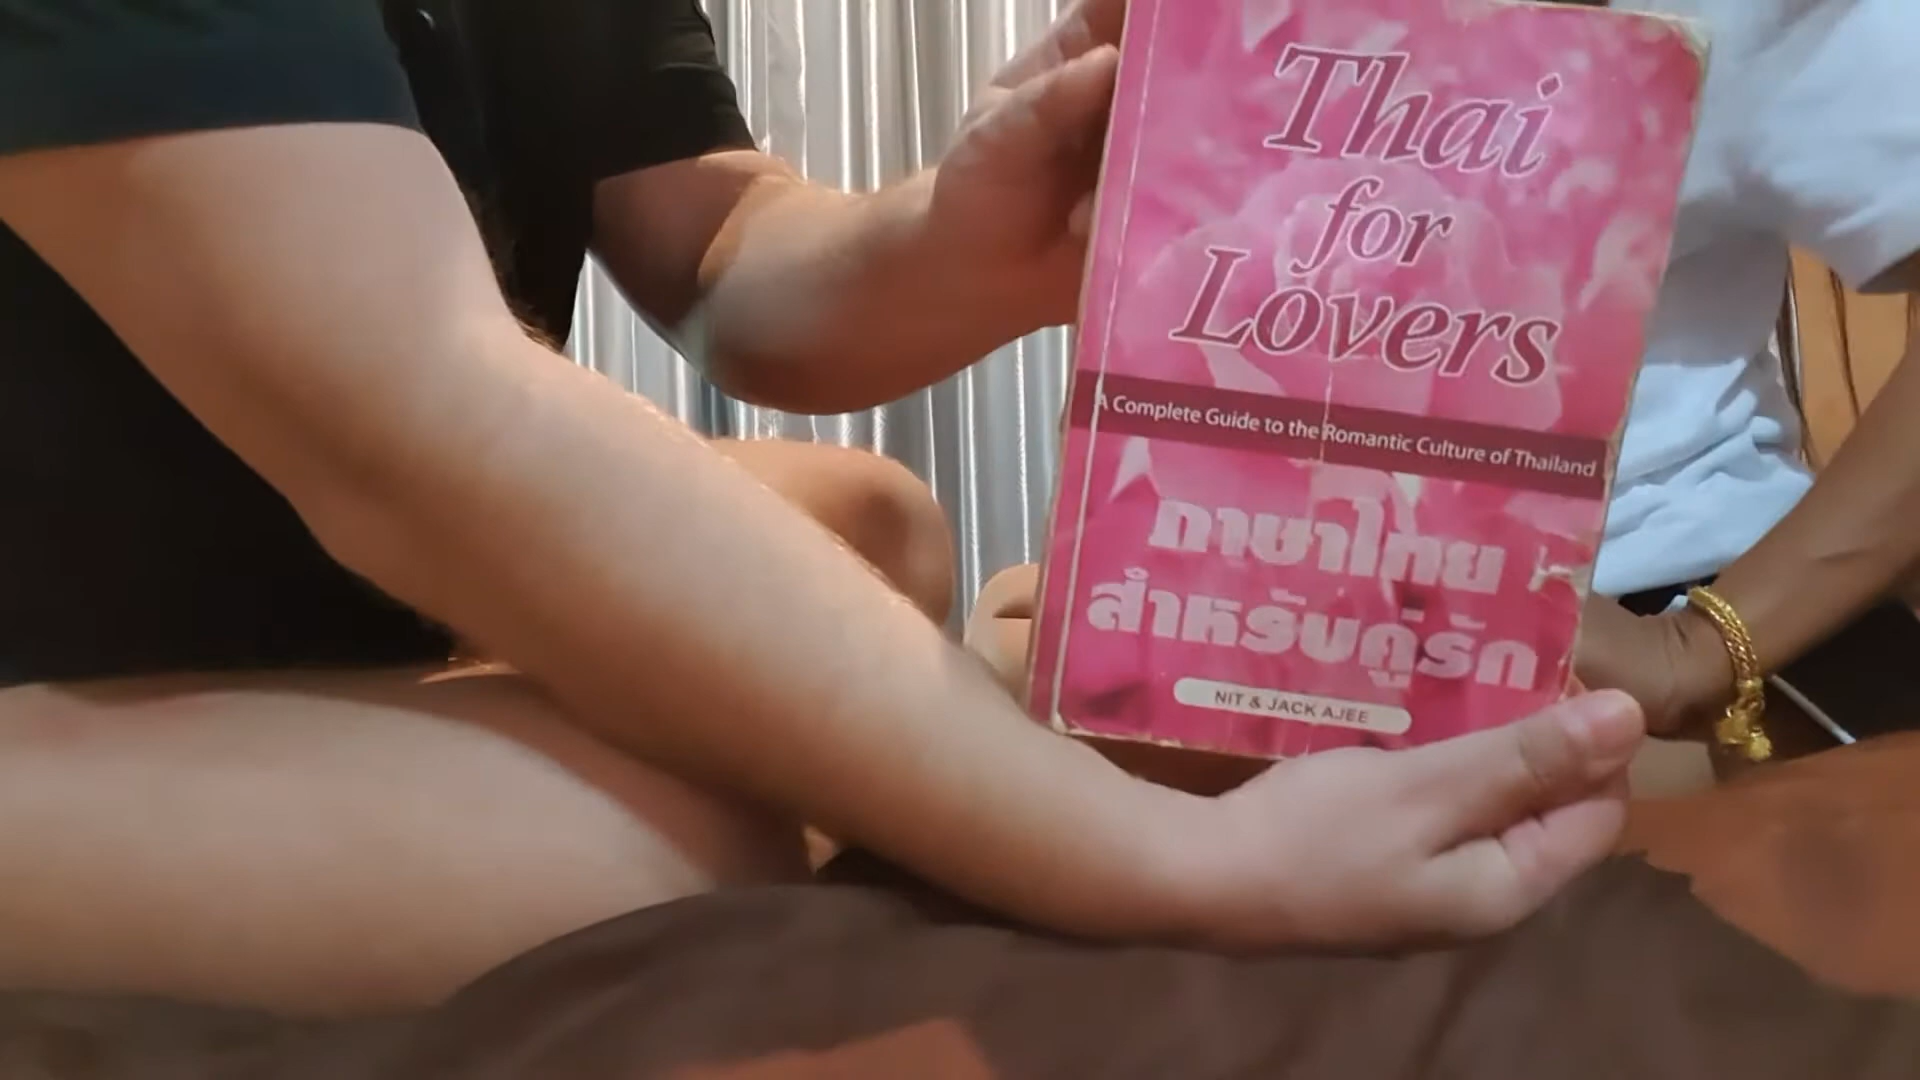 Thai
for
Lovers
A Complete Guide to the Romantic Culture of Thailand
ภาษาไทย
สำหรับคู่รัก
NIT & JACK AJEE